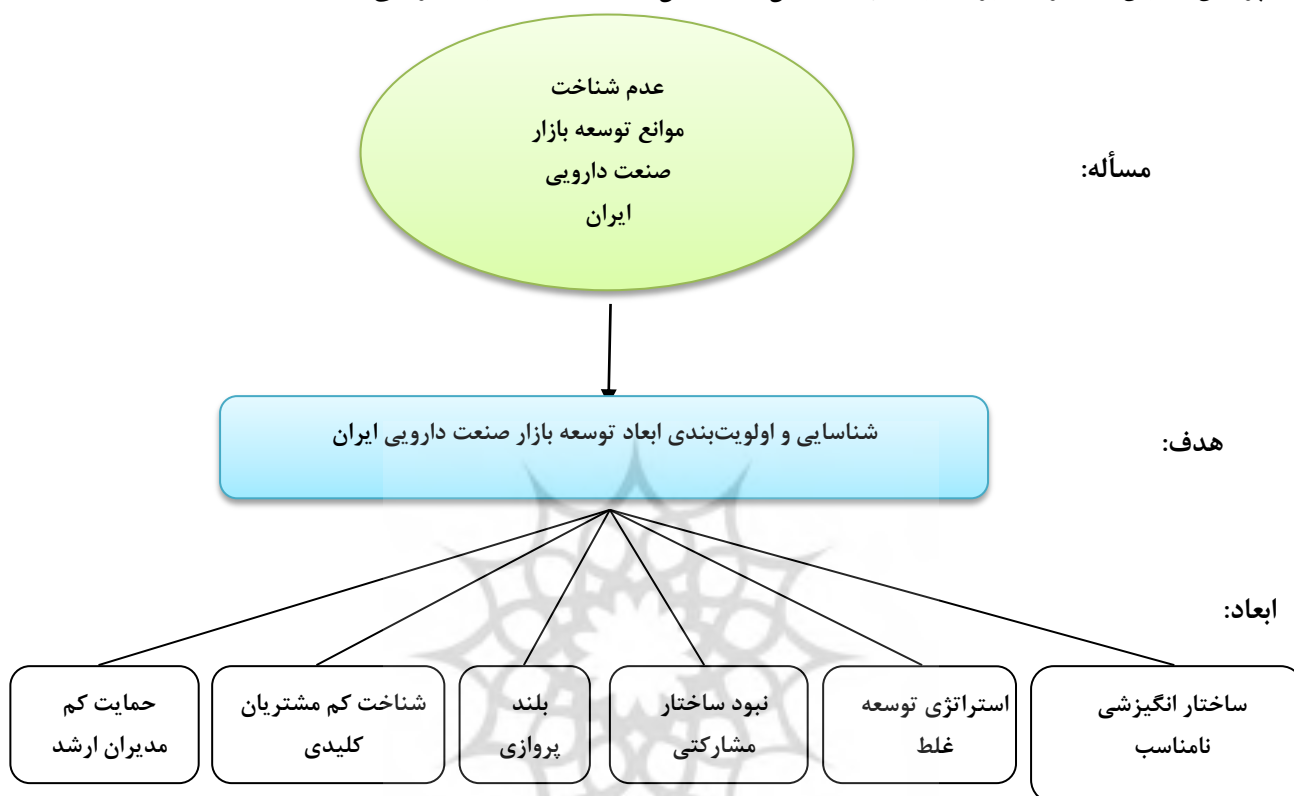 عدم شناخت
موانع توسعه بازار
صنعت دارویی
ایران
مسأله:
شناسایی و اولویت‌بندی ابعاد توسعه بازار صنعت دارویی ایران
هدف:
ابعاد:
ساختار انگیزشی
نامناسب
استراتژی توسعه
غلط
نبود ساختار
مشارکتی
بلند
پروازی
شناخت کم مشتریان
کلیدی
حمایت کم
مدیران ارشد